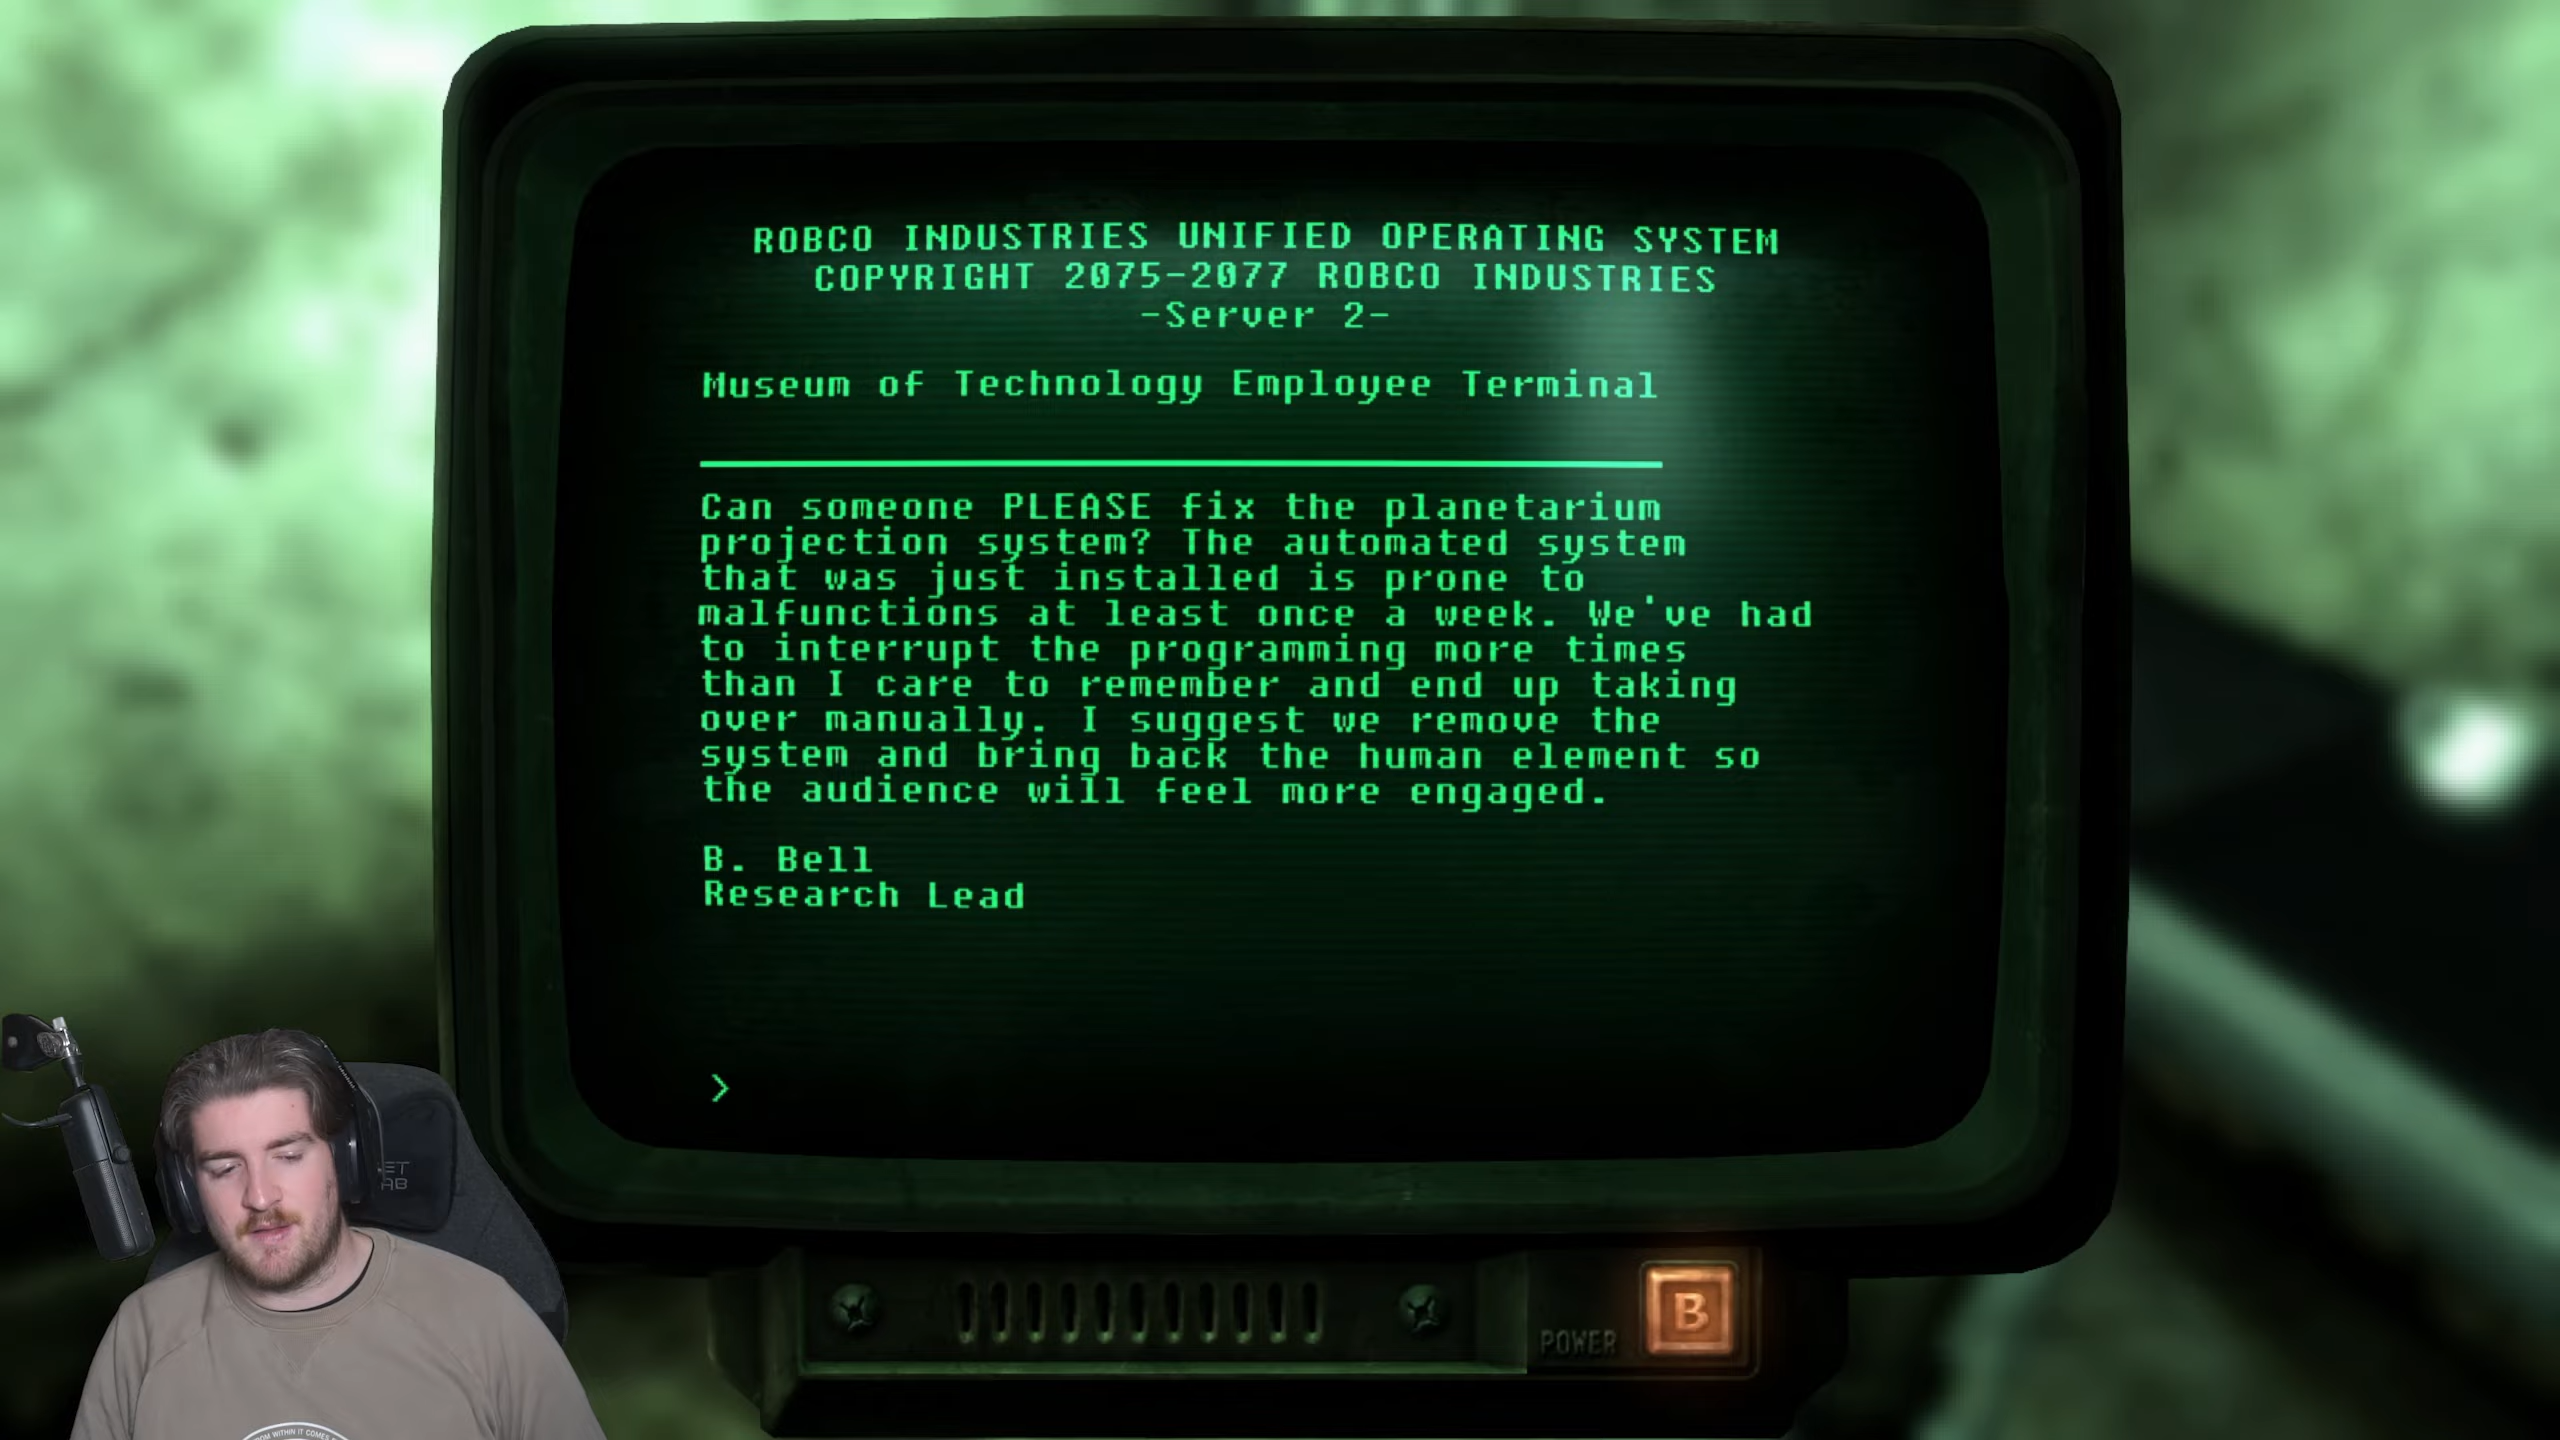 ROBCO INDUSTRIES UNIFIED OPERATING SYSTEM
COPYRIGHT 2075-2077 ROBCO INDUSTRIES
-Server 2-
Museum of Technology Employee Terminal
Can someone PLEASE fix the planetarium
projection system? The automated system
that was just installed is prone to
malfunctions at least once a week. We've had
to interrupt the programming more times
than I care to remember and end up taking
over manually. I suggest we remove the
system and bring back the human element so
the audience will feel more engaged.
B. Bell
Research Lead
>
POWER
B
WITHIN IT COMES